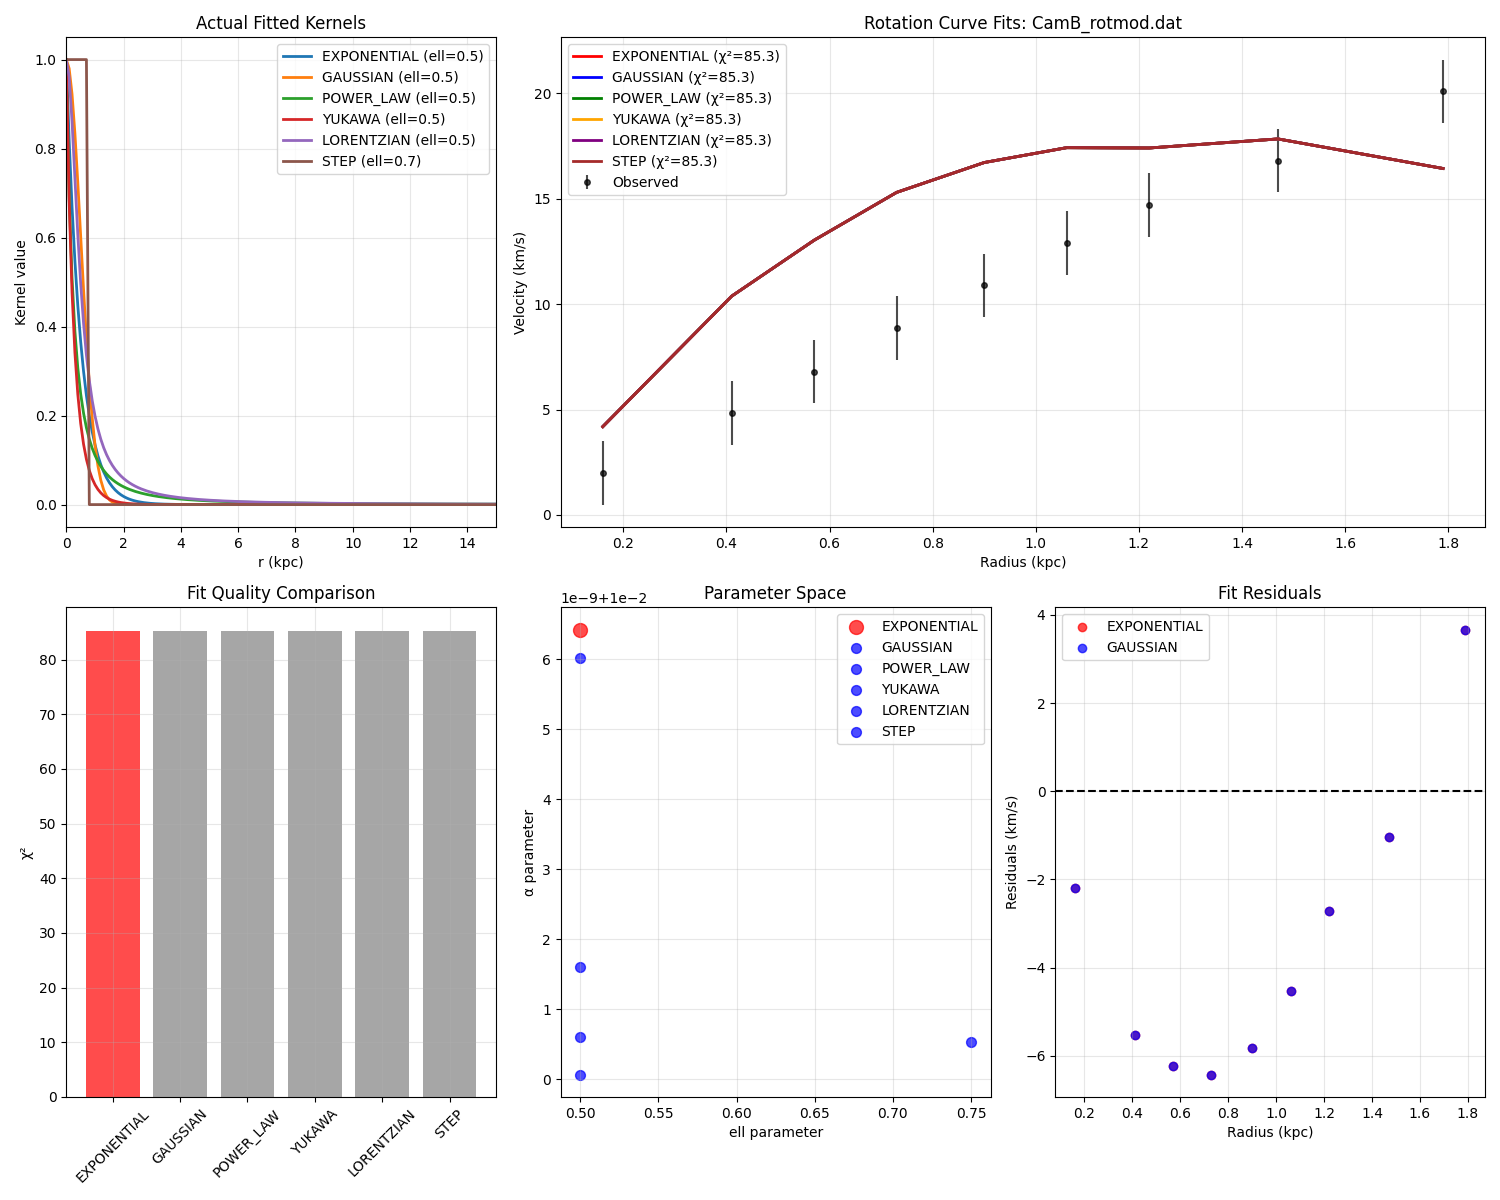 Actual Fitted Kernels
Kernel value
1.0
0.8
0.6
0.4
0.2
0.0
EXPONENTIAL (ell=0.5)
GAUSSIAN (ell=0.5)
POWER_LAW (ell=0.5)
YUKAWA (ell=0.5)
LORENTZIAN (ell=0.5)
STEP (ell=0.7)
0 2 4 6 8 10 12 14
r (kpc)
Rotation Curve Fits: CamB_rotmod.dat
Velocity (km/s)
20
15
10
5
0
EXPONENTIAL (χ²=85.3)
GAUSSIAN (χ²=85.3)
POWER_LAW (χ²=85.3)
YUKAWA (χ²=85.3)
LORENTZIAN (χ²=85.3)
STEP (χ²=85.3)
Observed
0.2 0.4 0.6 0.8 1.0 1.2 1.4 1.6 1.8
Radius (kpc)
Fit Quality Comparison
χ²
80
70
60
50
40
30
20
10
0
EXPONENTIAL
GAUSSIAN
POWER_LAW
YUKAWA
LORENTZIAN
STEP
Parameter Space
1e−9+1e−2
α parameter
6
5
4
3
2
1
0
EXPONENTIAL
GAUSSIAN
POWER_LAW
YUKAWA
LORENTZIAN
STEP
0.50 0.55 0.60 0.65 0.70 0.75
ell parameter
Fit Residuals
Residuals (km/s)
4
2
0
−2
−4
−6
EXPONENTIAL
GAUSSIAN
0.2 0.4 0.6 0.8 1.0 1.2 1.4 1.6 1.8
Radius (kpc)